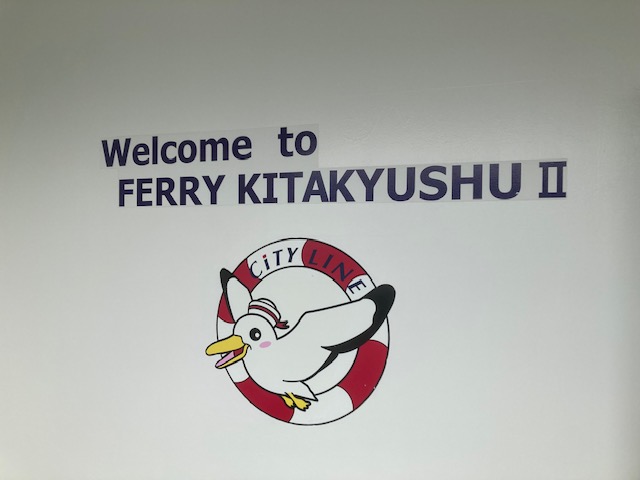 Welcome to
FERRY KITAKYUSHU Ⅱ
CiTY LINE